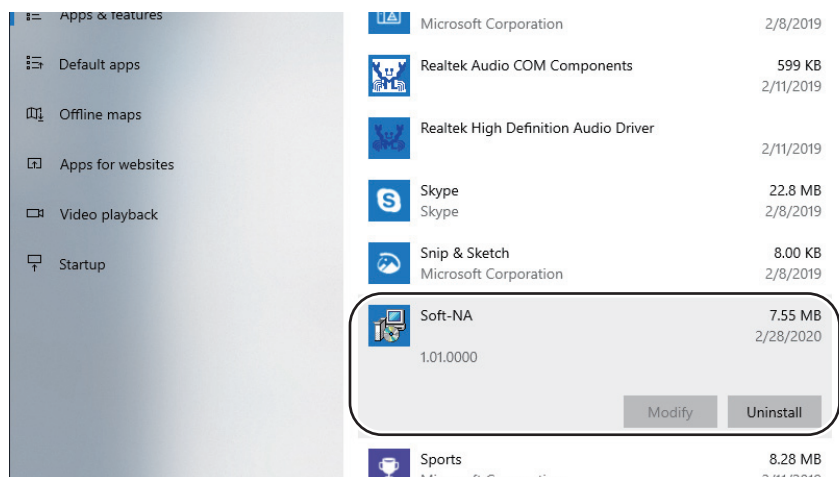 Apps & features
Default apps
Offline maps
Apps for websites
Video playback
Startup
Microsoft Corporation 2/8/2019
Realtek Audio COM Components 599 KB
2/11/2019
Realtek High Definition Audio Driver
2/11/2019
Skype 22.8 MB
Skype 2/8/2019
Snip & Sketch 8.00 KB
Microsoft Corporation 2/8/2019
Soft-NA 7.55 MB
2/28/2020
1.01.0000
Modify Uninstall
Sports 8.28 MB